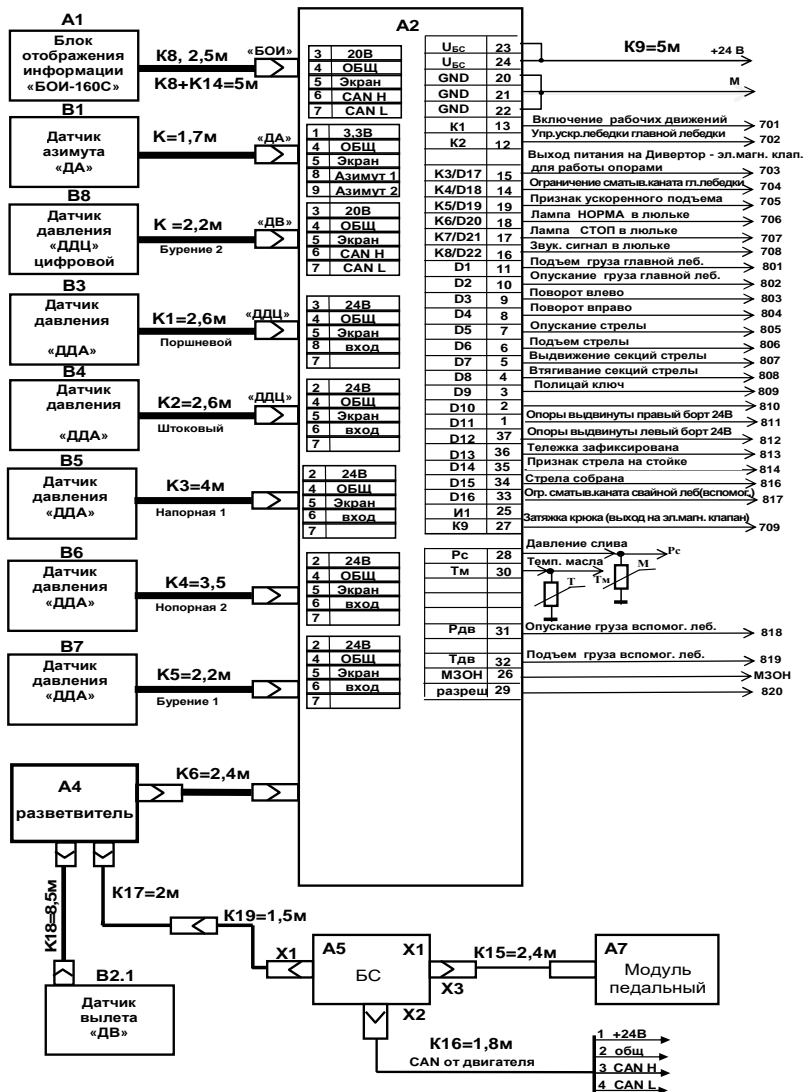 А1
Блок
отображения
информации
«БОИ-160С»
К8, 2,5м
К8+К14=5м
«БОИ»
3 20В
4 ОБЩ
5 Экран
6 CAN H
7 CAN L
В1
Датчик
азимута
«ДА»
К=1,7м
«ДА»
1 3,3В
4 ОБЩ
5 Экран
8 Азимут 1
9 Азимут 2
В8
Датчик
давления
«ДДЦ»
цифровой
К =2,2м
Бурение 2
«ДВ»
3 20В
4 ОБЩ
5 Экран
6 CAN H
7 CAN L
В3
Датчик
давления
«ДДА»
К1=2,6м
Поршневой
«ДДЦ»
3 24В
4 ОБЩ
5 Экран
8 вход
7
В4
Датчик
давления
«ДДА»
К2=2,6м
Штоковый
«ДДЦ»
2 24В
4 ОБЩ
5 Экран
6 вход
7
В5
Датчик
давления
«ДДА»
К3=4м
Напорная 1
2 24В
4 ОБЩ
5 Экран
6 вход
7
В6
Датчик
давления
«ДДА»
К4=3,5
Нопорная 2
2 24В
4 ОБЩ
5 Экран
6 вход
7
В7
Датчик
давления
«ДДА»
К5=2,2м
Бурение 1
2 24В
4 ОБЩ
5 Экран
6 вход
7
А2
UБС 23
UБС 24
К9=5м +24 В
GND 20
GND 21
GND 22
М
К1 13 Включение рабочих движений 701
К2 12 Упр.ускр.лебедки главной лебедки 702
Выход питания на Дивертор - эл.магн. клап.
К3/D17 15 для работы опорами 703
К4/D18 14 Ограничение сматыв.каната гл.лебедки 704
К5/D19 19 Признак ускоренного подъема 705
К6/D20 18 Лампа НОРМА в люльке 706
К7/D21 17 Лампа СТОП в люльке 707
К8/D22 16 Звук. сигнал в люльке 708
D1 11 Подъем груза главной леб. 801
D2 10 Опускание груза главной леб. 802
D3 9 Поворот влево 803
D4 8 Поворот вправо 804
D5 7 Опускание стрелы 805
D6 6 Подъем стрелы 806
D7 5 Выдвижение секций стрелы 807
D8 4 Втягивание секций стрелы 808
D9 3 Полицай ключ 809
D10 2 810
D11 1 Опоры выдвинуты правый борт 24В 811
D12 37 Опоры выдвинуты левый борт 24В 812
D13 36 Тележка зафиксирована 813
D14 35 Признак стрела на стойке 814
D15 34 Стрела собрана 816
D16 33 Огр. сматыв.каната свайной леб(вспомог.) 817
И1 25
К9 27 Затяжка крюка (выход на эл.магн. клапан) 709
Рс 28 Давление слива Рс
Тм 30 Темп. масла Тм
Т
М
Рдв 31 Опускание груза вспомог. леб. 818
Тдв 32 Подъем груза вспомог. леб. 819
МЗОН 26 МЗОН
разреш 29 820
А4
разветвитель
К6=2,4м
К18=8,5м
К17=2м
К19=1,5м
В2.1
Датчик
вылета
«ДВ»
Х1
А5 Х1
БС
Х2
Х3
К15=2,4м
А7
Модуль
педальный
К16=1,8м
CAN от двигателя
1 +24В
2 общ
3 CAN H
4 CAN L